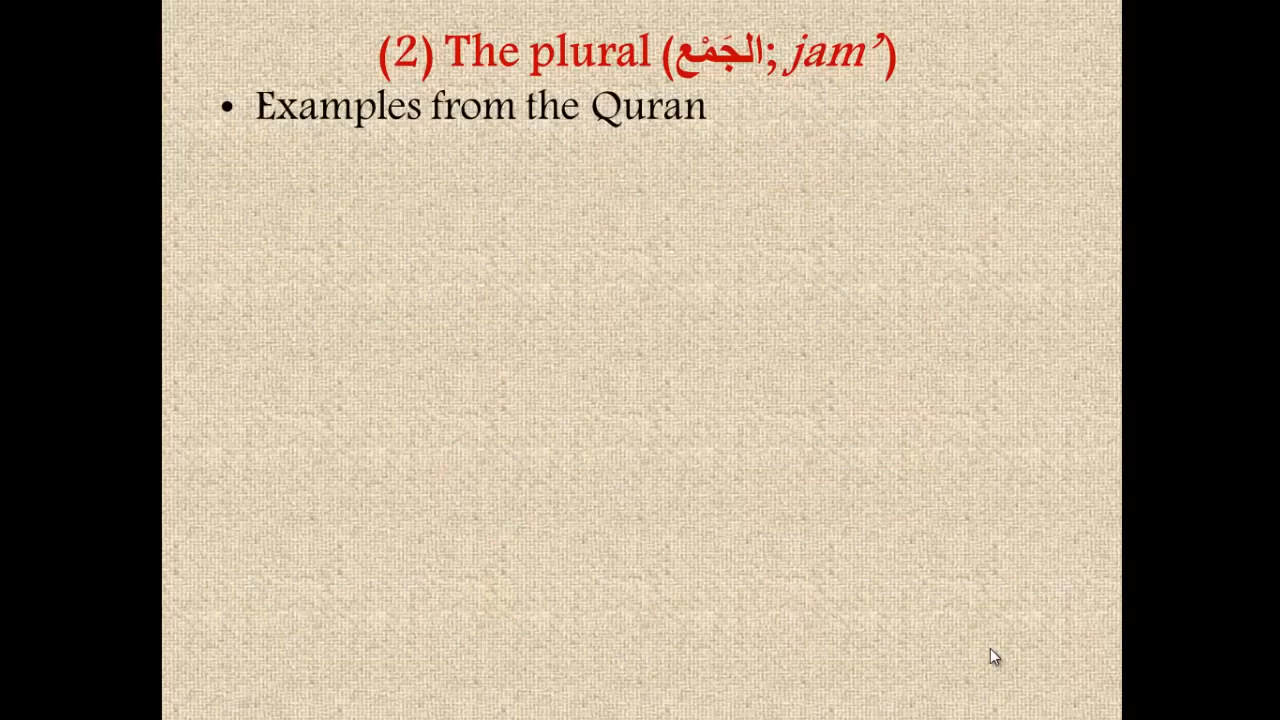 (2) The plural (الجَمْع; jam’)
• Examples from the Quran